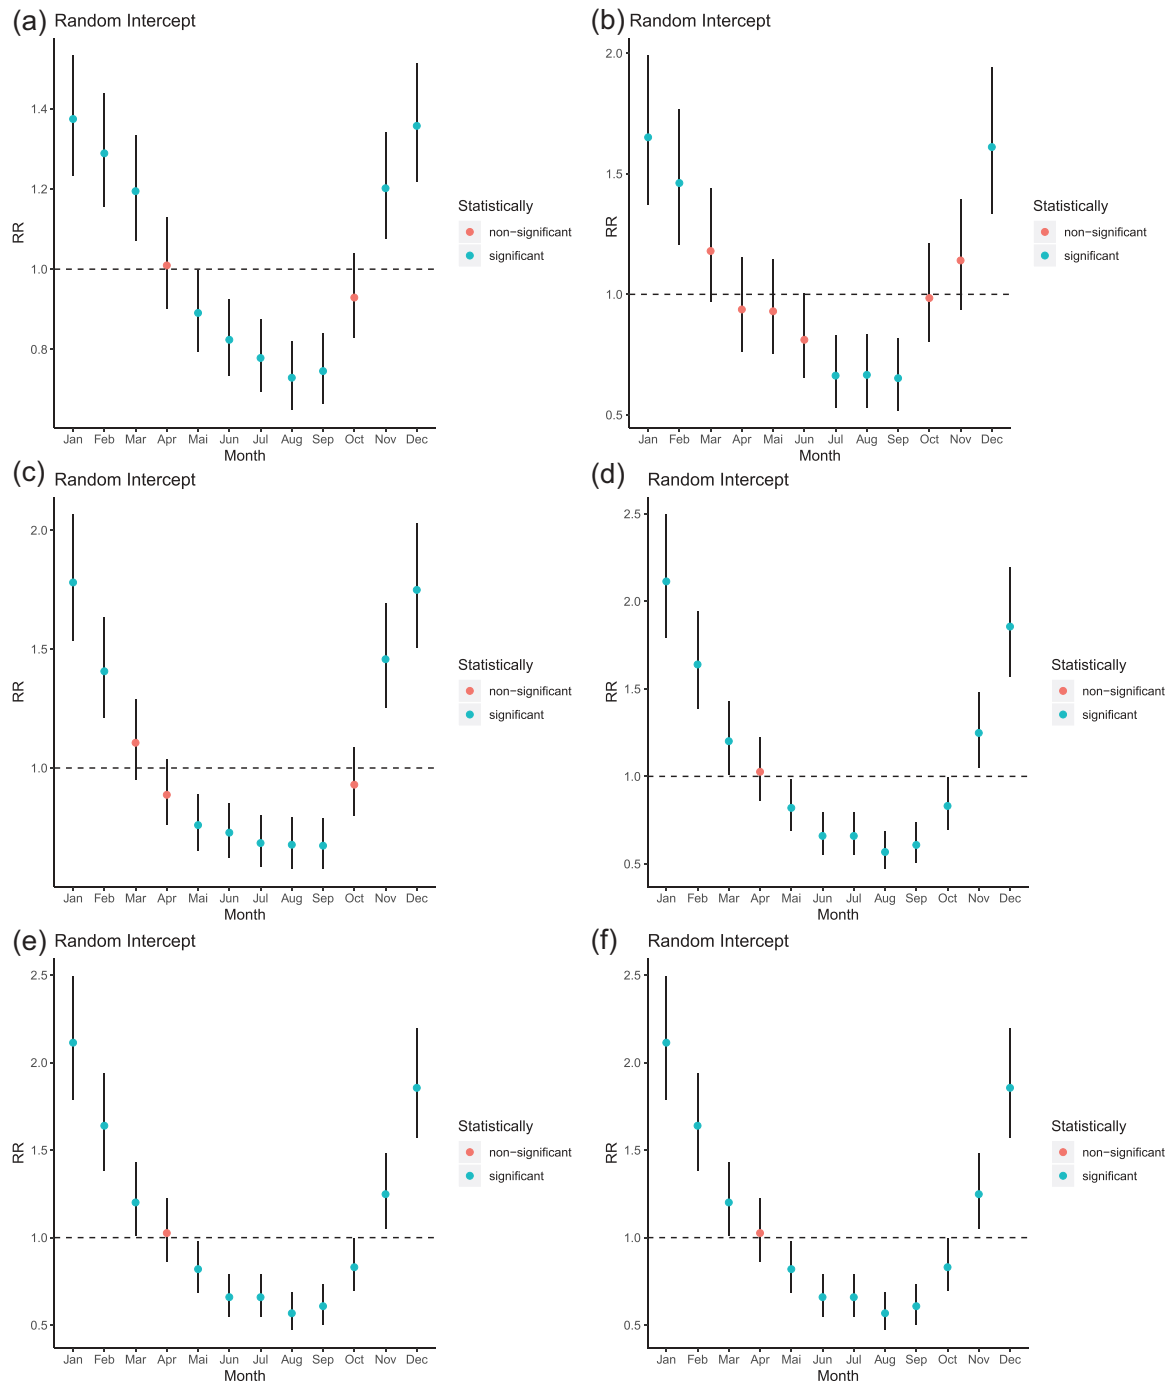 (a) Random Intercept
1.4
1.2
1.0
0.8
RR
Jan Feb Mar Apr Mai Jun Jul Aug Sep Oct Nov Dec
Month
Statistically
non-significant
significant
(b) Random Intercept
2.0
1.5
1.0
0.5
RR
Jan Feb Mar Apr Mai Jun Jul Aug Sep Oct Nov Dec
Month
Statistically
non-significant
significant
(c) Random Intercept
2.0
1.5
1.0
RR
Jan Feb Mar Apr Mai Jun Jul Aug Sep Oct Nov Dec
Month
Statistically
non-significant
significant
(d) Random Intercept
2.5
2.0
1.5
1.0
0.5
RR
Jan Feb Mar Apr Mai Jun Jul Aug Sep Oct Nov Dec
Month
Statistically
non-significant
significant
(e) Random Intercept
2.5
2.0
1.5
1.0
0.5
RR
Jan Feb Mar Apr Mai Jun Jul Aug Sep Oct Nov Dec
Month
Statistically
non-significant
significant
(f) Random Intercept
2.5
2.0
1.5
1.0
0.5
RR
Jan Feb Mar Apr Mai Jun Jul Aug Sep Oct Nov Dec
Month
Statistically
non-significant
significant